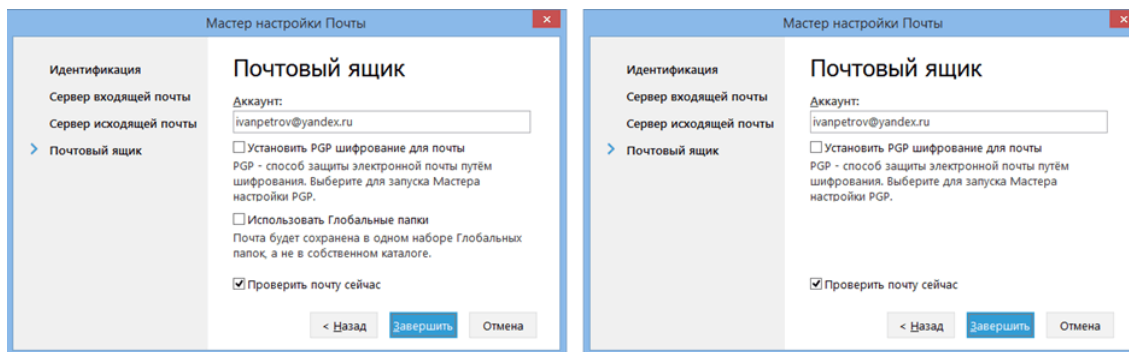 Мастер настройки Почты
Идентификация
Сервер входящей почты
Сервер исходящей почты
Почтовый ящик
Почтовый ящик
Аккаунт:
ivanpetrov@yandex.ru
Установить PGP шифрование для почты
PGP - способ защиты электронной почты путём
шифрования. Выберите для запуска Мастера
настройки PGP.
Использовать Глобальные папки
Почта будет сохранена в одном наборе Глобальных
папок, а не в собственном каталоге.
Проверить почту сейчас
< Назад
Завершить
Отмена
Мастер настройки Почты
Идентификация
Сервер входящей почты
Сервер исходящей почты
Почтовый ящик
Почтовый ящик
Аккаунт:
ivanpetrov@yandex.ru
Установить PGP шифрование для почты
PGP - способ защиты электронной почты путём
шифрования. Выберите для запуска Мастера
настройки PGP.
Проверить почту сейчас
< Назад
Завершить
Отмена